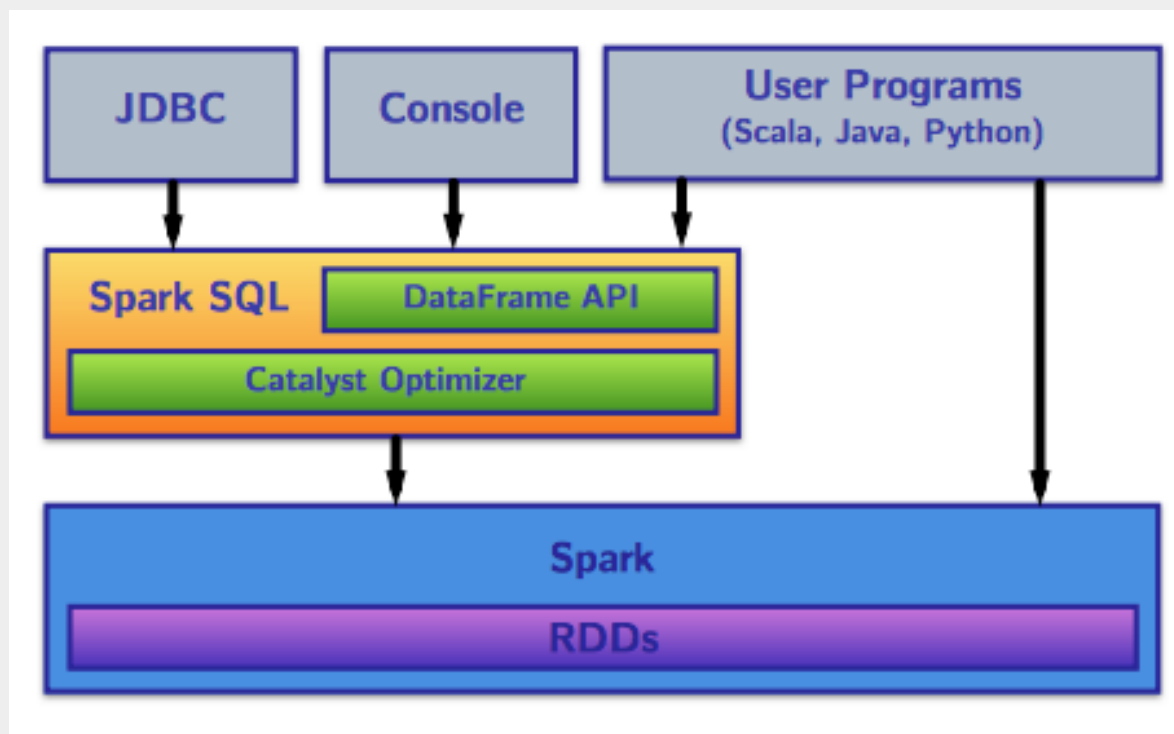 JDBC
Console
User Programs
(Scala, Java, Python)
Spark SQL
DataFrame API
Catalyst Optimizer
Spark
RDDs